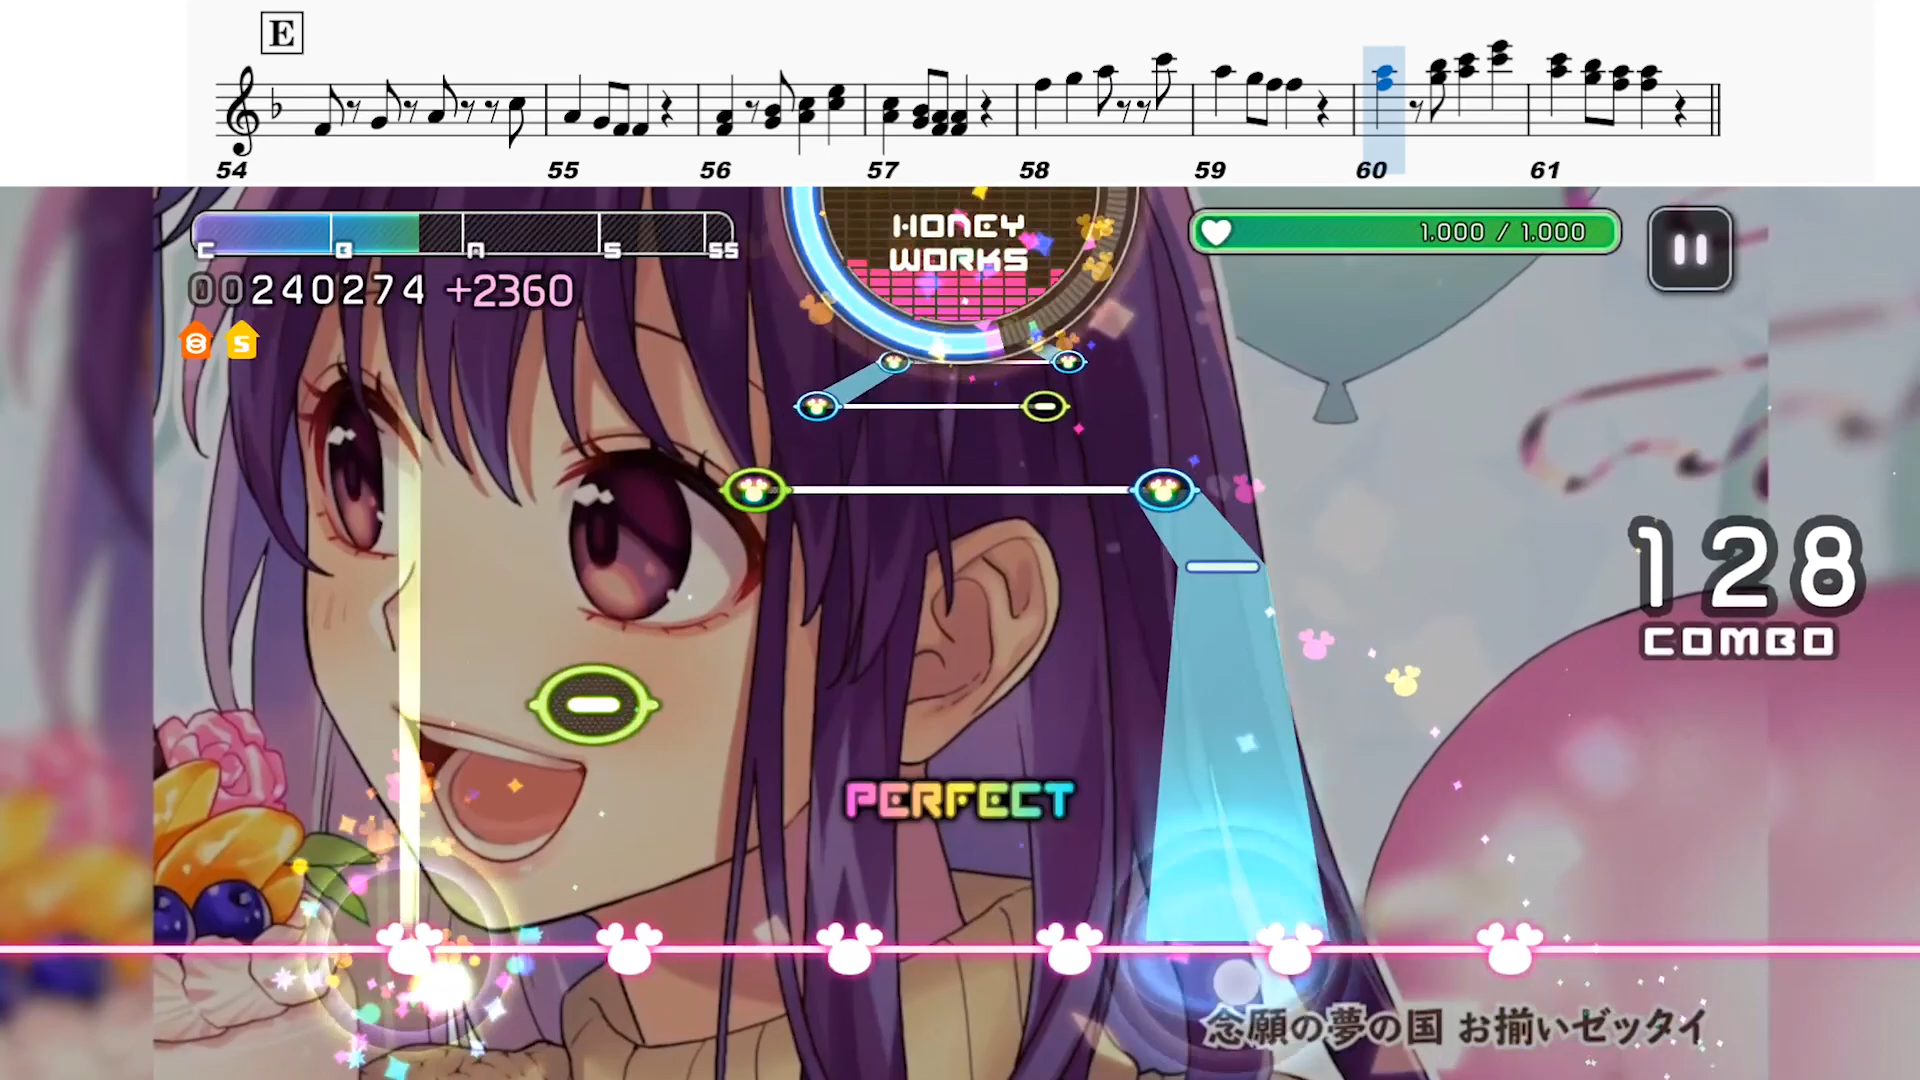 E
54 55 56 57 58 59 60 61
C B A S SS
HONEY
WORKS
1.000 / 1.000
00240274 +2360
8 S
128
COMBO
PERFECT
念願の夢の国 お揃いゼッタイ